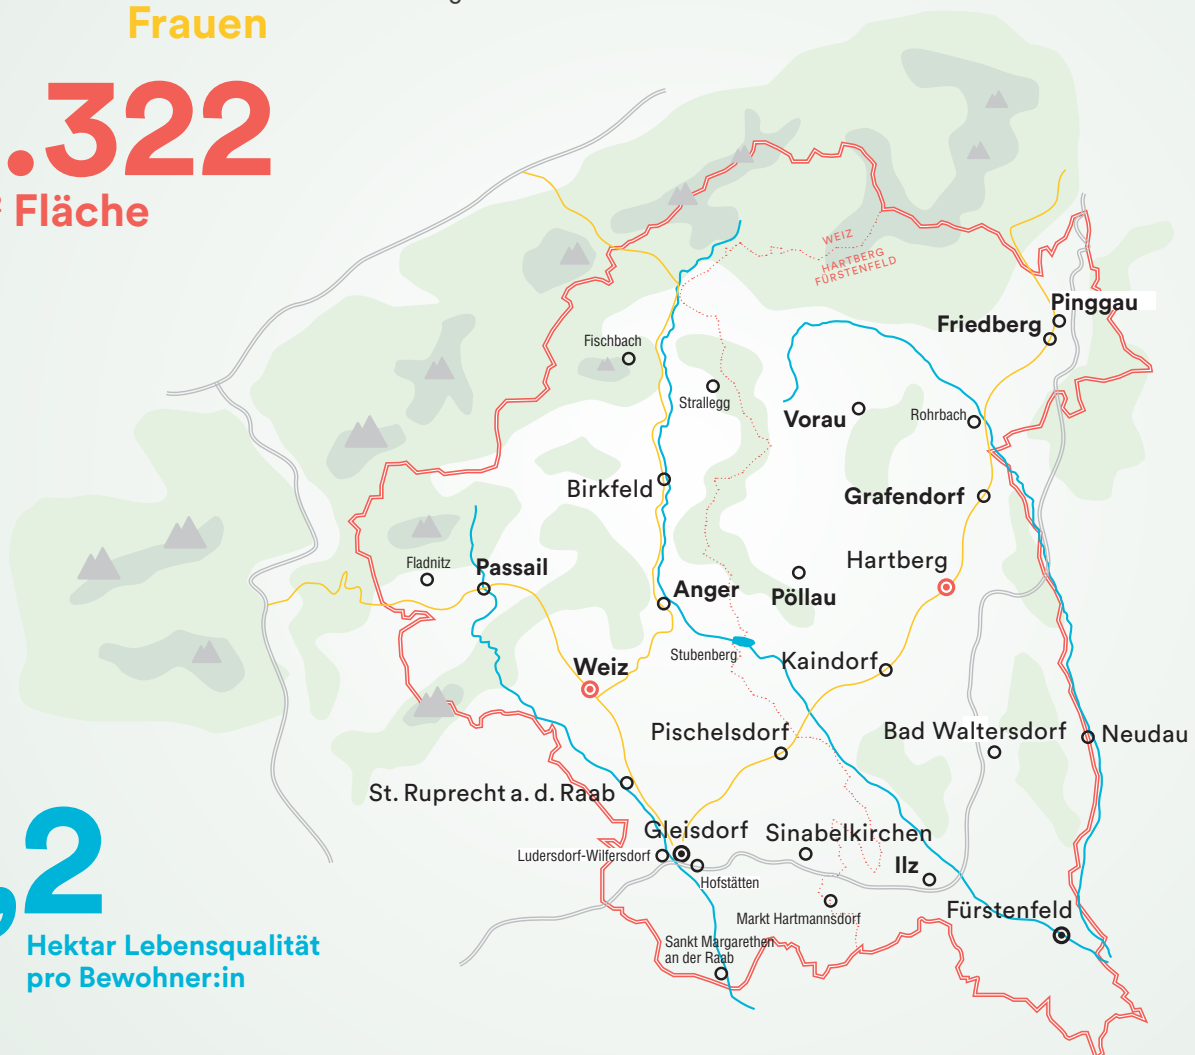 Frauen
.322
Fläche
WEIZ
HARTBERG
FÜRSTENFELD
Pinggau
Friedberg
Fischbach
Strallegg
Vorau
Rohrbach
Birkfeld
Grafendorf
Hartberg
Fladnitz
Passail
Anger
Pöllau
Stubenberg
Kaindorf
Weiz
Pischelsdorf
Bad Waltersdorf
Neudau
St. Ruprecht a. d. Raab
Gleisdorf
Sinabelkirchen
Ludersdorf-Wilfersdorf
Ilz
Hofstätten
Markt Hartmannsdorf
Fürstenfeld
Sankt Margarethen
an der Raab
,2
Hektar Lebensqualität
pro Bewohner:in